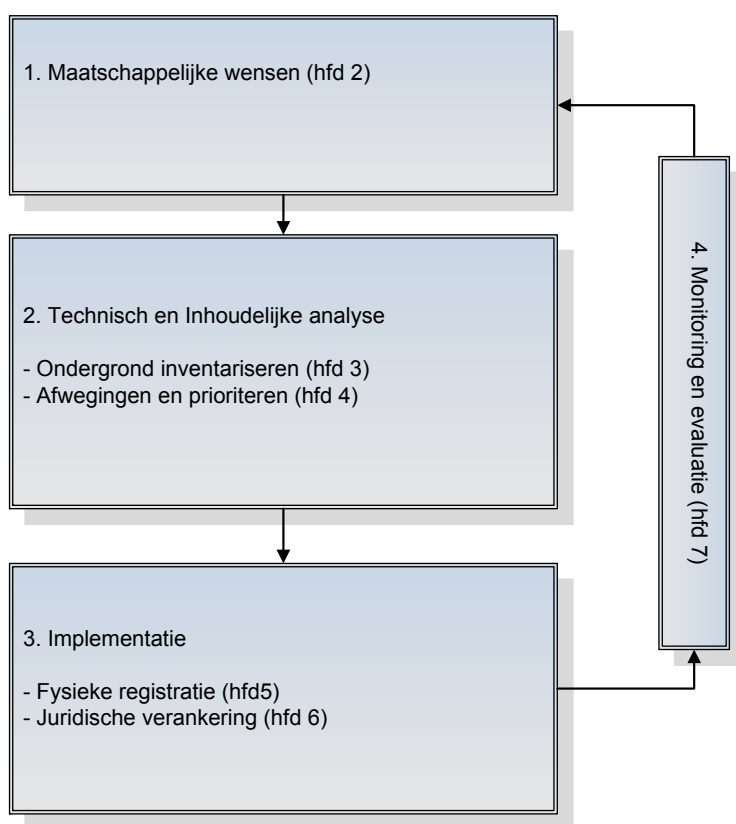 1. Maatschappelijke wensen (hfd 2)
2. Technisch en Inhoudelijke analyse
- Ondergrond inventariseren (hfd 3)
- Afwegingen en prioriteren (hfd 4)
3. Implementatie
- Fysieke registratie (hfd5)
- Juridische verankering (hfd 6)
4. Monitoring en evaluatie (hfd 7)